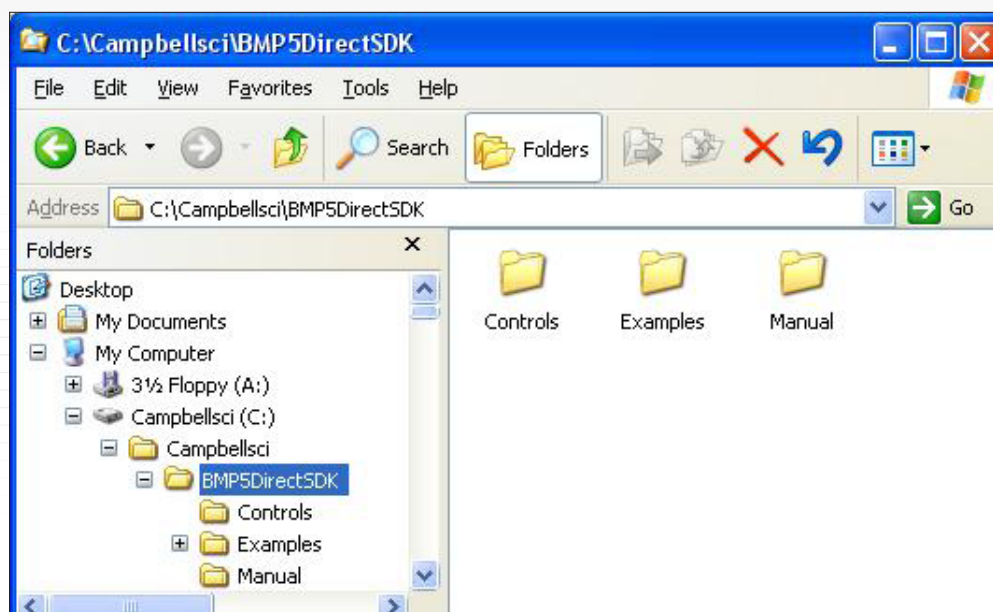 C:\Campbellsci\BMP5DirectSDK
File Edit View Favorites Tools Help
Back Search Folders
Address C:\Campbellsci\BMP5DirectSDK Go
Folders
Desktop
My Documents
My Computer
3½ Floppy (A:)
Campbellsci (C:)
Campbellsci
BMP5DirectSDK
Controls
Examples
Manual
Controls Examples Manual